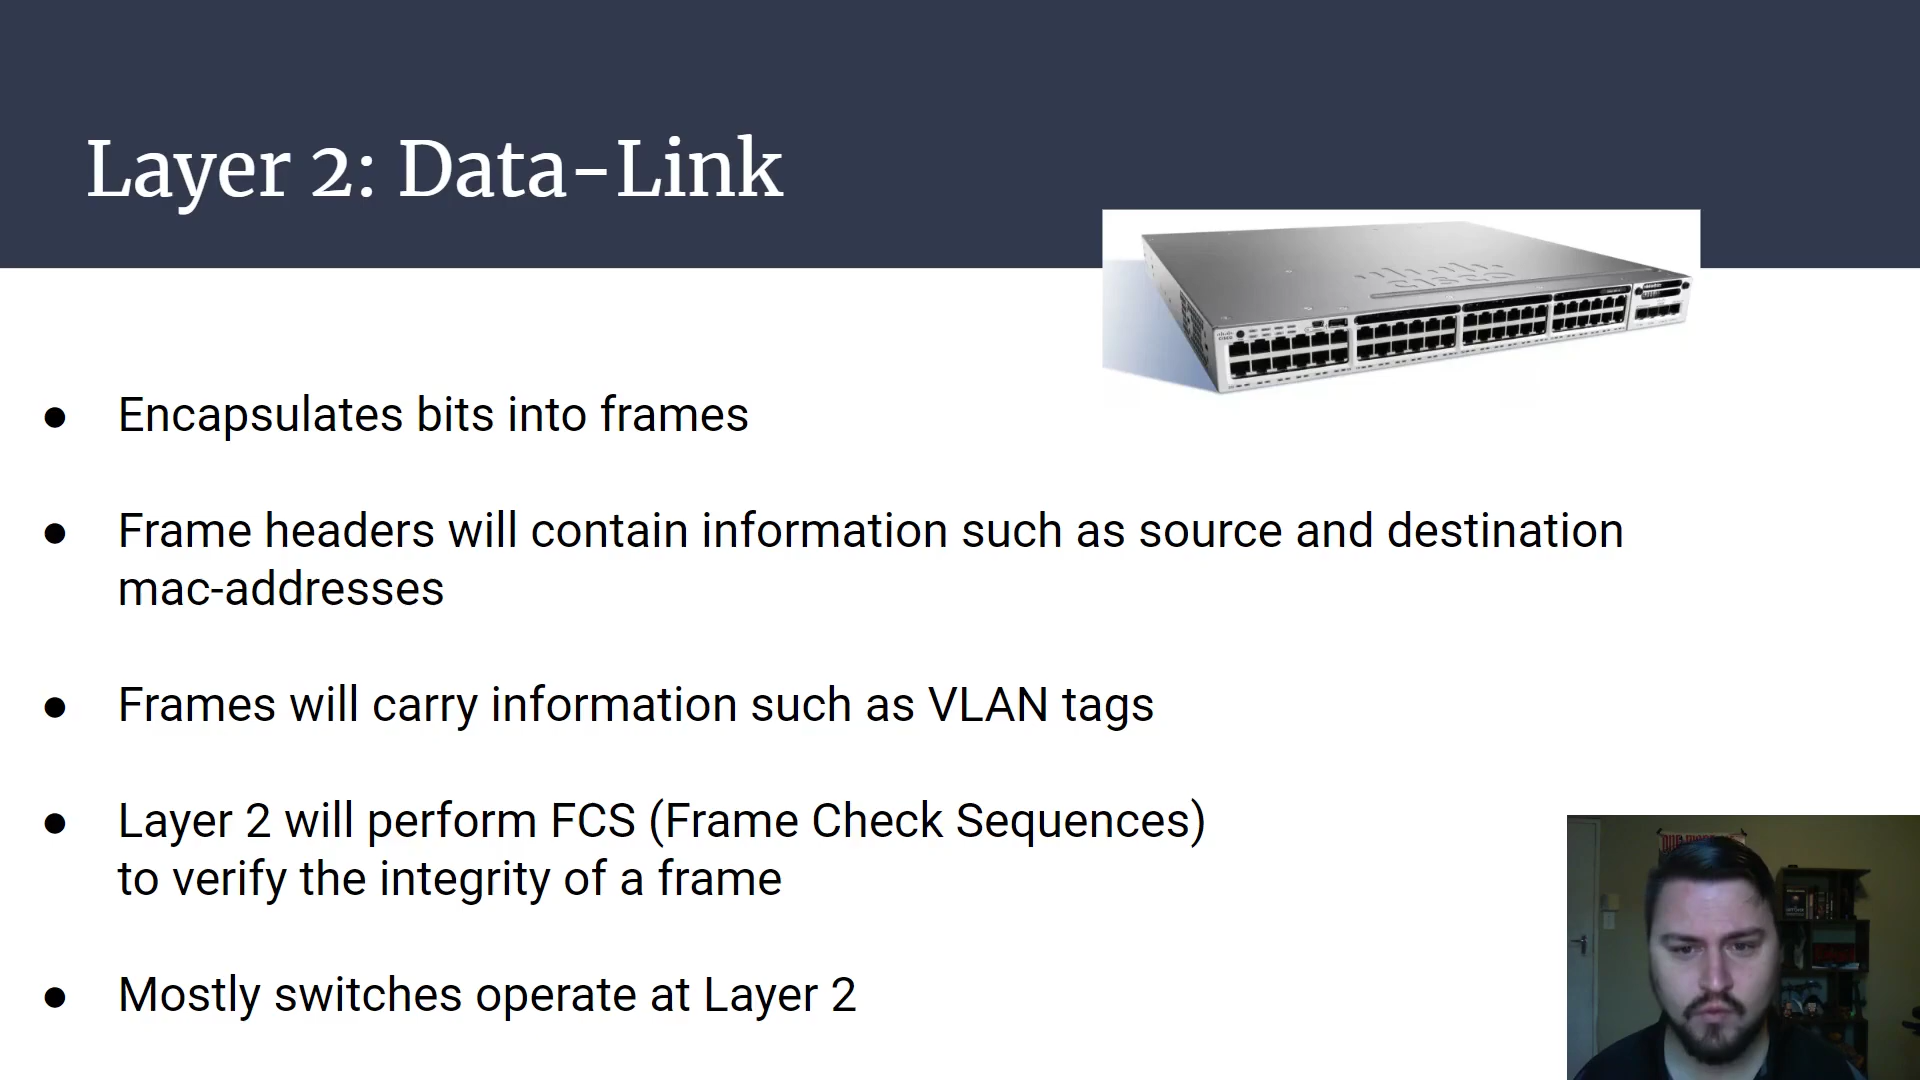 Layer 2: Data-Link
CISCO
● Encapsulates bits into frames
● Frame headers will contain information such as source and destination
mac-addresses
● Frames will carry information such as VLAN tags
● Layer 2 will perform FCS (Frame Check Sequences)
to verify the integrity of a frame
● Mostly switches operate at Layer 2